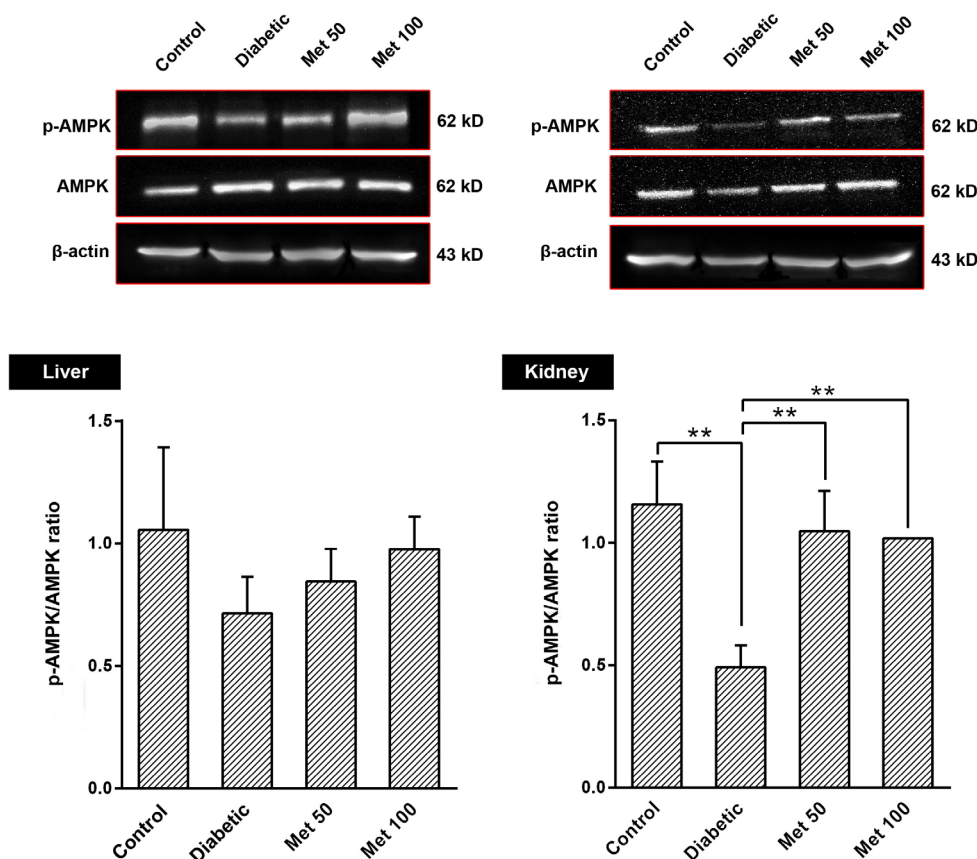 Control Diabetic Met 50 Met 100
p-AMPK 62 kD
AMPK 62 kD
β-actin 43 kD
Control Diabetic Met 50 Met 100
p-AMPK 62 kD
AMPK 62 kD
β-actin 43 kD
Liver
p-AMPK/AMPK ratio
1.5
1.0
0.5
0.0
Control Diabetic Met 50 Met 100
Kidney
p-AMPK/AMPK ratio
1.5
1.0
0.5
0.0
**
**
**
Control Diabetic Met 50 Met 100